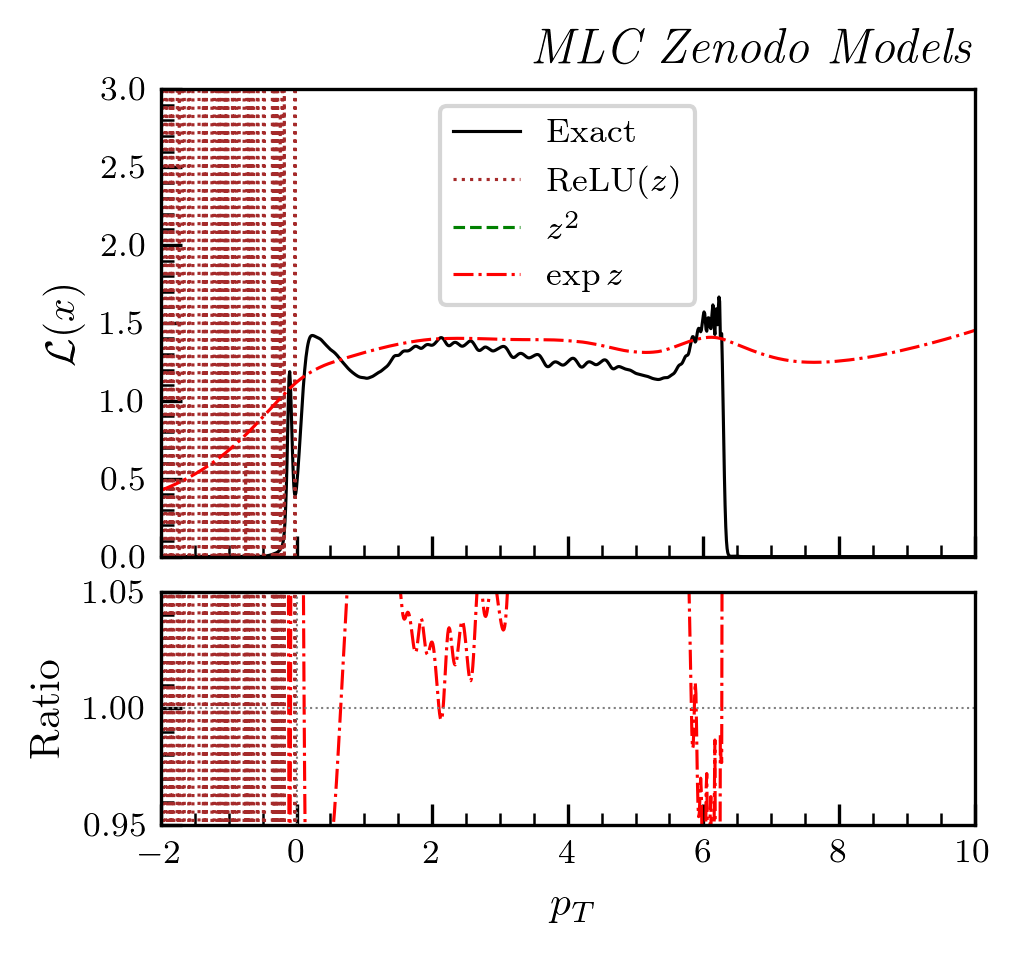 MLC Zenodo Models
3.0
2.5
2.0
1.5
1.0
0.5
0.0
ℒ(x)
Exact
ReLU(z)
z²
exp z
1.05
1.00
0.95
Ratio
−2 0 2 4 6 8 10
p_T